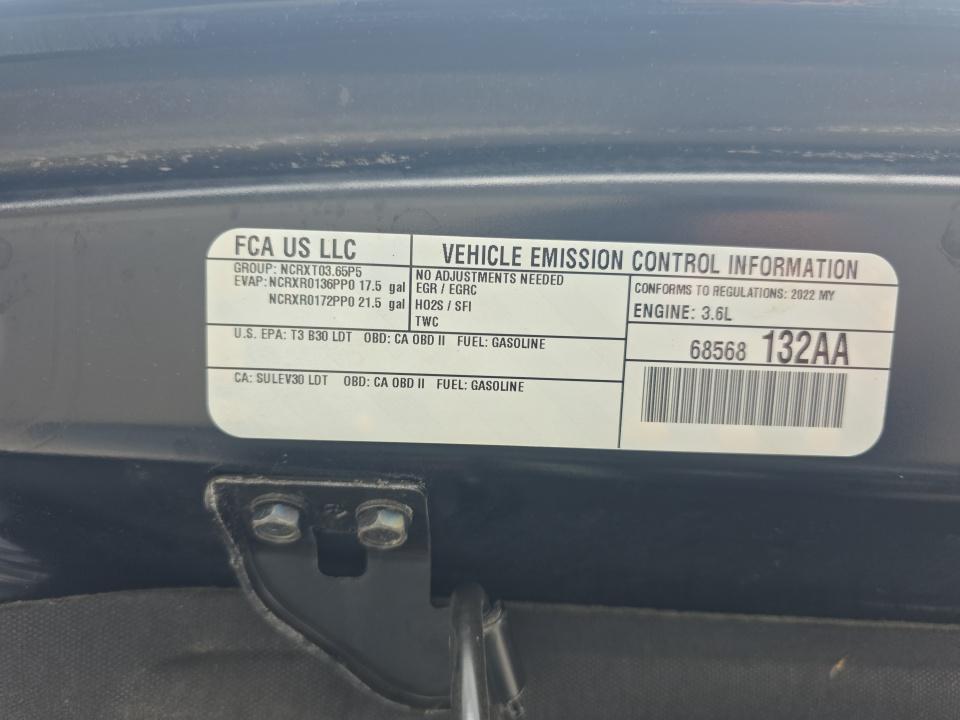 FCA US LLC
GROUP: NCRXT03.65P5
EVAP: NCRXR0136PP0 17.5 gal
NCRXR0172PP0 21.5 gal
VEHICLE EMISSION CONTROL INFORMATION
NO ADJUSTMENTS NEEDED
EGR / EGRC
HO2S / SFI
TWC
CONFORMS TO REGULATIONS: 2022 MY
ENGINE: 3.6L
U.S. EPA: T3 B30 LDT OBD: CA OBD II FUEL: GASOLINE
68568 132AA
CA: SULEV30 LDT OBD: CA OBD II FUEL: GASOLINE